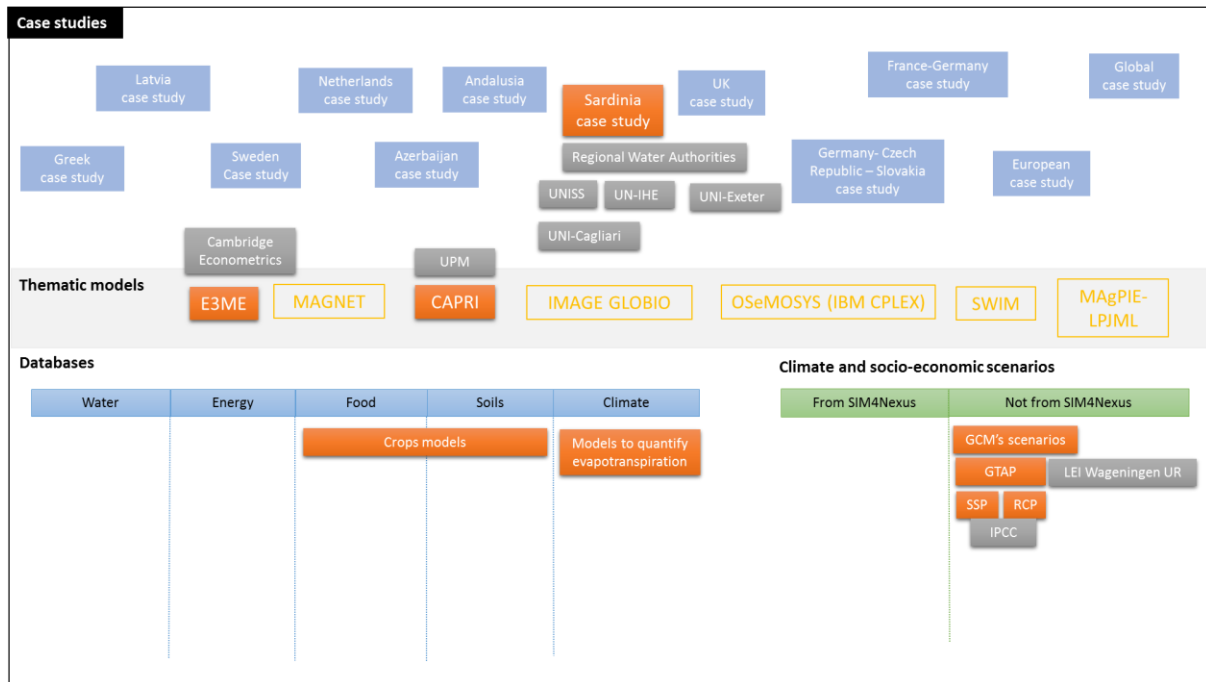 Case studies
Latvia
case study
Netherlands
case study
Andalusia
case study
Sardinia
case study
UK
case study
France-Germany
case study
Global
case study
Greek
case study
Sweden
Case study
Azerbaijan
case study
Regional Water Authorities
UNISS
UN-IHE
UNI-Exeter
UNI-Cagliari
Germany- Czech
Republic – Slovakia
case study
European
case study
Cambridge
Econometrics
UPM
Thematic models
E3ME
MAGNET
CAPRI
IMAGE GLOBIO
OSeMOSYS (IBM CPLEX)
SWIM
MAgPIE-
LPJML
Databases
Water
Energy
Food
Soils
Climate
Crops models
Models to quantify
evapotranspiration
Climate and socio-economic scenarios
From SIM4Nexus
Not from SIM4Nexus
GCM's scenarios
GTAP
LEI Wageningen UR
SSP
RCP
IPCC